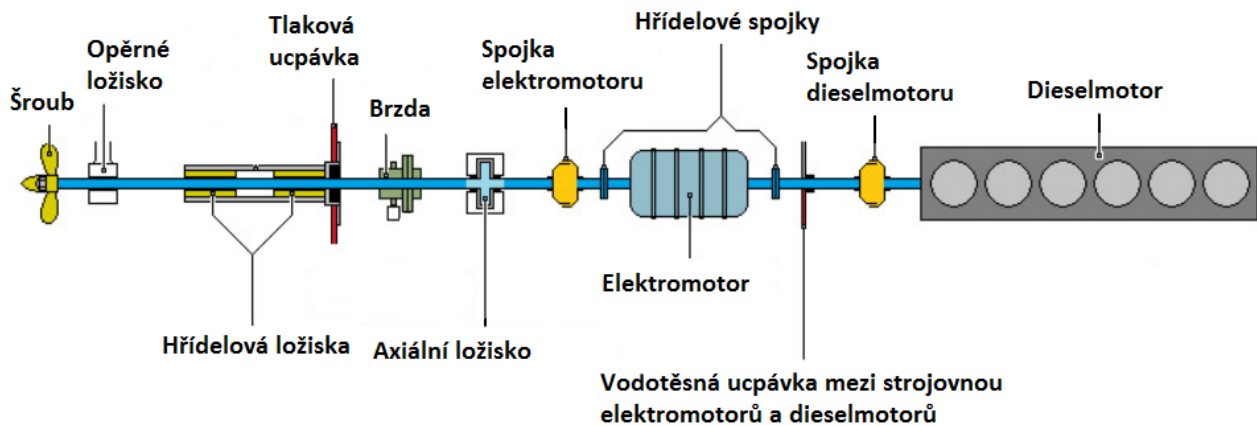 Šroub
Opěrné
ložisko
Tlaková
ucpávka
Brzda
Spojka
elektromotoru
Hřídelové spojky
Spojka
dieselmotoru
Dieselmotor
Hřídelová ložiska
Axiální ložisko
Elektromotor
Vodotěsná ucpávka mezi strojovnou
elektromotorů a dieselmotorů